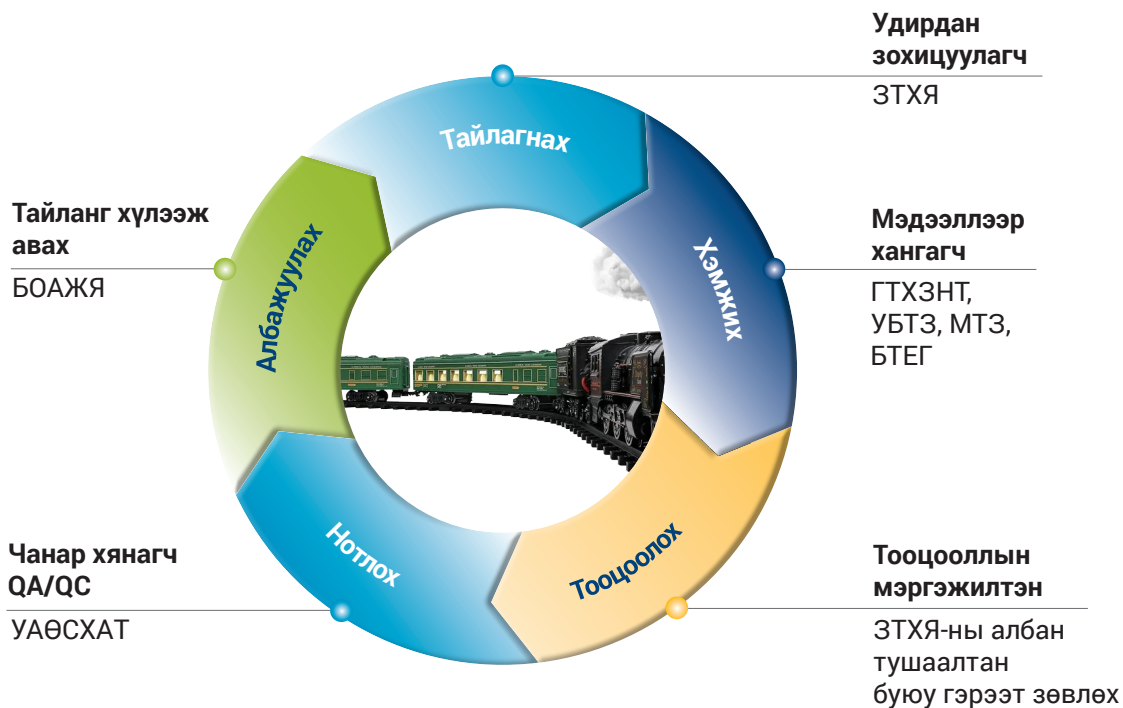 Удирдан
зохицуулагч
ЗТХЯ
Тайлагнах
Хэмжих
Мэдээллээр
хангагч
ГТХЗНТ,
УБТЗ, МТЗ,
БТЕГ
Тооцоолох
Тооцооллын
мэргэжилтэн
ЗТХЯ-ны албан
тушаалтан
буюу гэрээт зөвлөх
Нотлох
Чанар хянагч
QA/QC
УАӨСХАТ
Албажуулах
Тайланг хүлээж
авах
БОАЖЯ